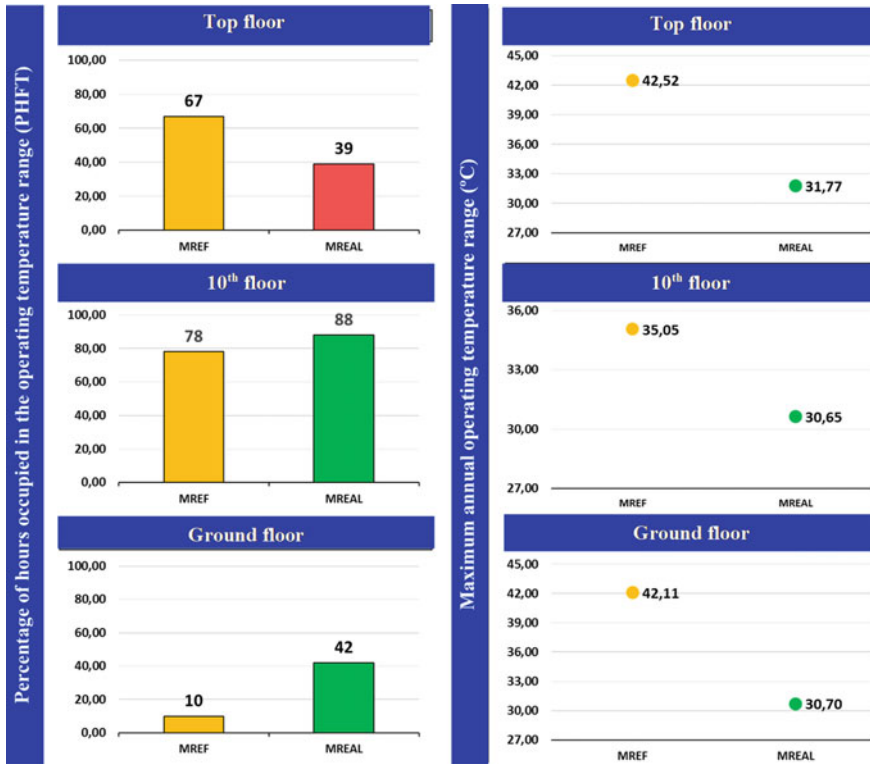 Percentage of hours occupied in the operating temperature range (PHFT)
Top floor
100,00
80,00
60,00
40,00
20,00
0,00
67
39
MREF
MREAL
10th floor
100,00
80,00
60,00
40,00
20,00
0,00
78
88
MREF
MREAL
Ground floor
100,00
80,00
60,00
40,00
20,00
0,00
10
42
MREF
MREAL
Maximum annual operating temperature range (°C)
Top floor
45,00
42,00
39,00
36,00
33,00
30,00
27,00
42,52
31,77
MREF
MREAL
10th floor
36,00
33,00
30,00
27,00
35,05
30,65
MREF
MREAL
Ground floor
45,00
42,00
39,00
36,00
33,00
30,00
27,00
42,11
30,70
MREF
MREAL